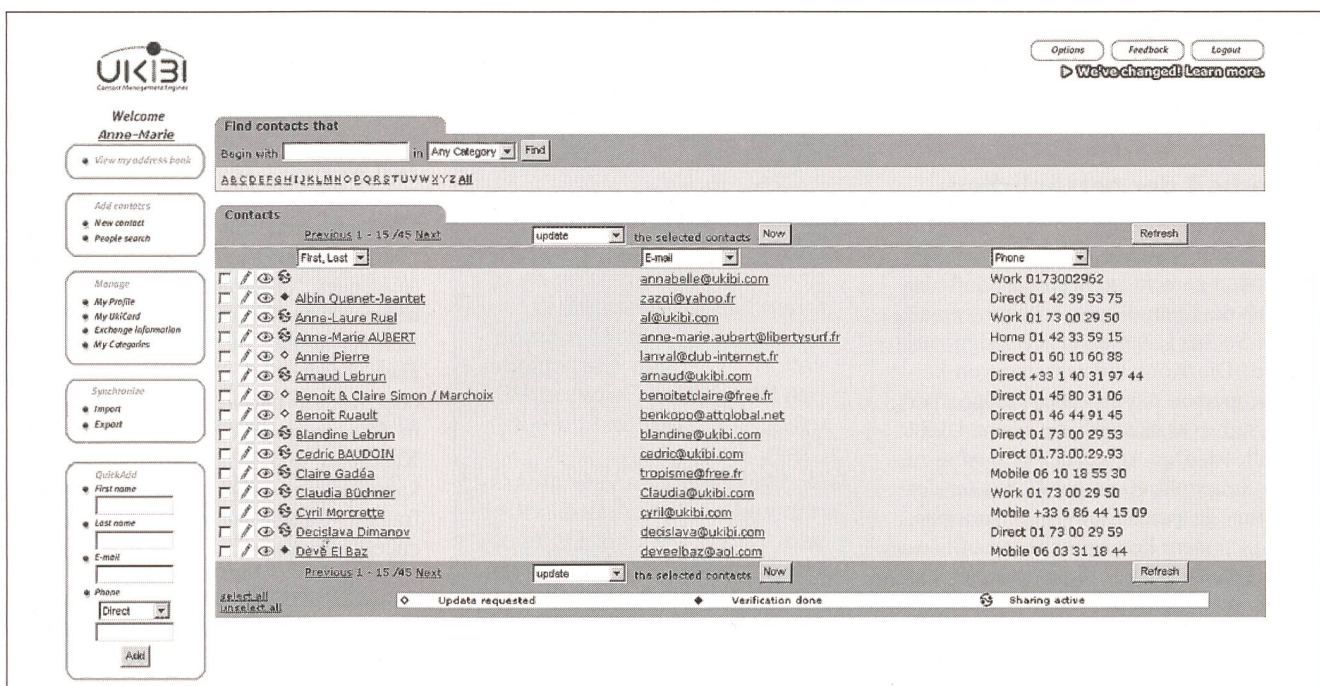 UKIBI
Contact Management Engines
Options Feedback Logout
We've changed! Learn more.
Welcome
Anne-Marie
View my address book
Add contacts
New contact
People search
Manage
My Profile
My UkiCard
Exchange Information
My Categories
Synchronize
Import
Export
QuickAdd
First name
Last name
E-mail
Phone
Direct
Add
Find contacts that
Begin with in Any Category Find
A B C D E F G H I J K L M N O P Q R S T U V W X Y Z All
Contacts
Previous 1 - 15 /45 Next update the selected contacts Now Refresh
First, Last E-mail Phone
annabelle@ukibi.com Work 0173002962
Albin Quenet-Jeantet zazqj@yahoo.fr Direct 01 42 39 53 75
Anne-Laure Ruel al@ukibi.com Work 01 73 00 29 50
Anne-Marie AUBERT anne-marie.aubert@libertysurf.fr Home 01 42 33 59 15
Annie Pierre lanval@club-internet.fr Direct 01 60 10 60 88
Arnaud Lebrun arnaud@ukibi.com Direct +33 1 40 31 97 44
Benoit & Claire Simon / Marchoix benoitetclaire@free.fr Direct 01 45 80 31 06
Benoit Ruault benkopo@attglobal.net Direct 01 46 44 91 45
Blandine Lebrun blandine@ukibi.com Direct 01 73 00 29 53
Cedric BAUDOIN cedric@ukibi.com Direct 01.73.00.29.93
Claire Gadéa tropisme@free.fr Mobile 06 10 18 55 30
Claudia Büchner Claudia@ukibi.com Work 01 73 00 29 50
Cyril Morcrette cyril@ukibi.com Mobile +33 6 86 44 15 09
Decislava Dimanov decislava@ukibi.com Direct 01 73 00 29 59
Dévé El Baz deveelbaz@aol.com Mobile 06 03 31 18 44
Previous 1 - 15 /45 Next update the selected contacts Now Refresh
select all
unselect all
Update requested Verification done Sharing active